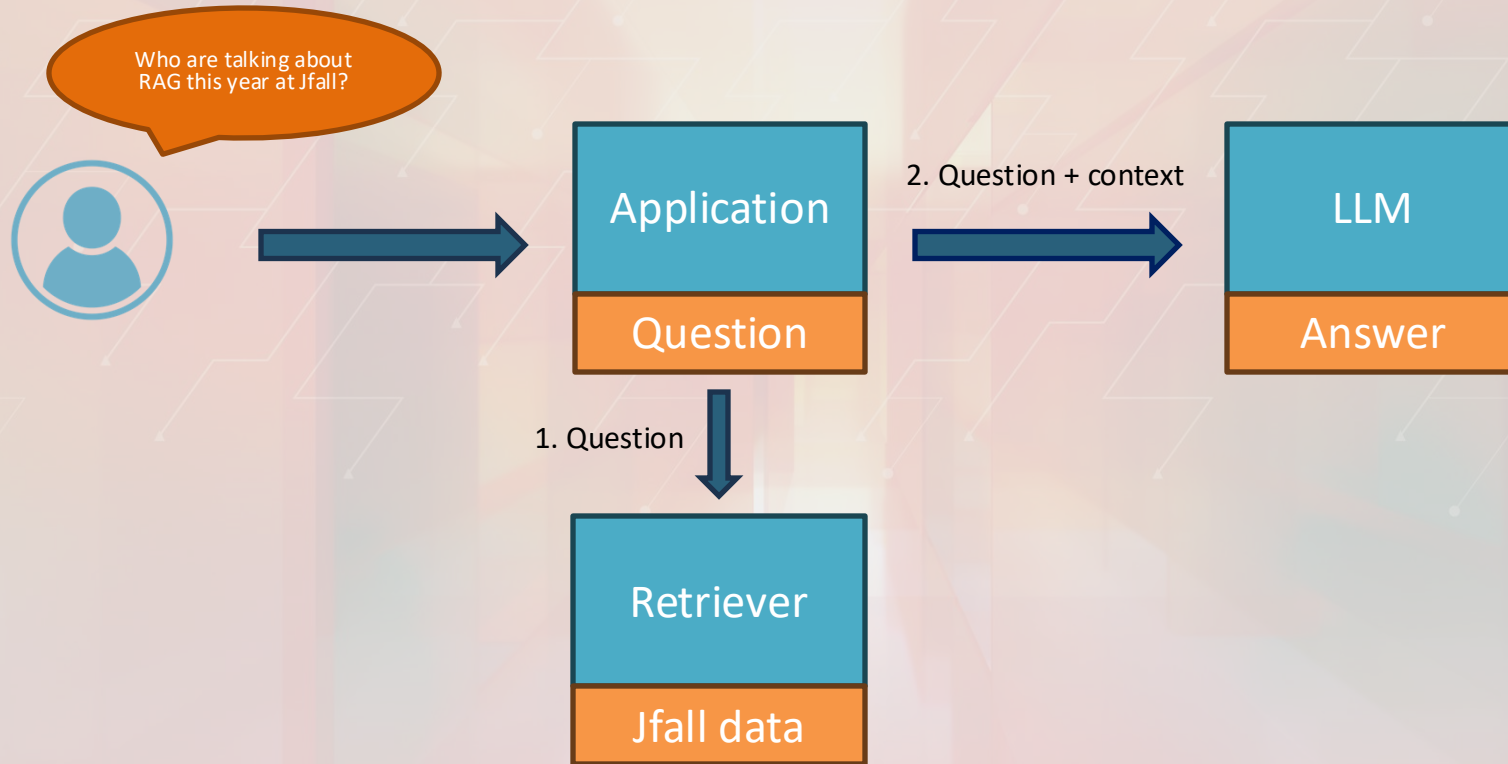 Who are talking about
RAG this year at Jfall?
Application
Question
2. Question + context
LLM
Answer
1. Question
Retriever
Jfall data